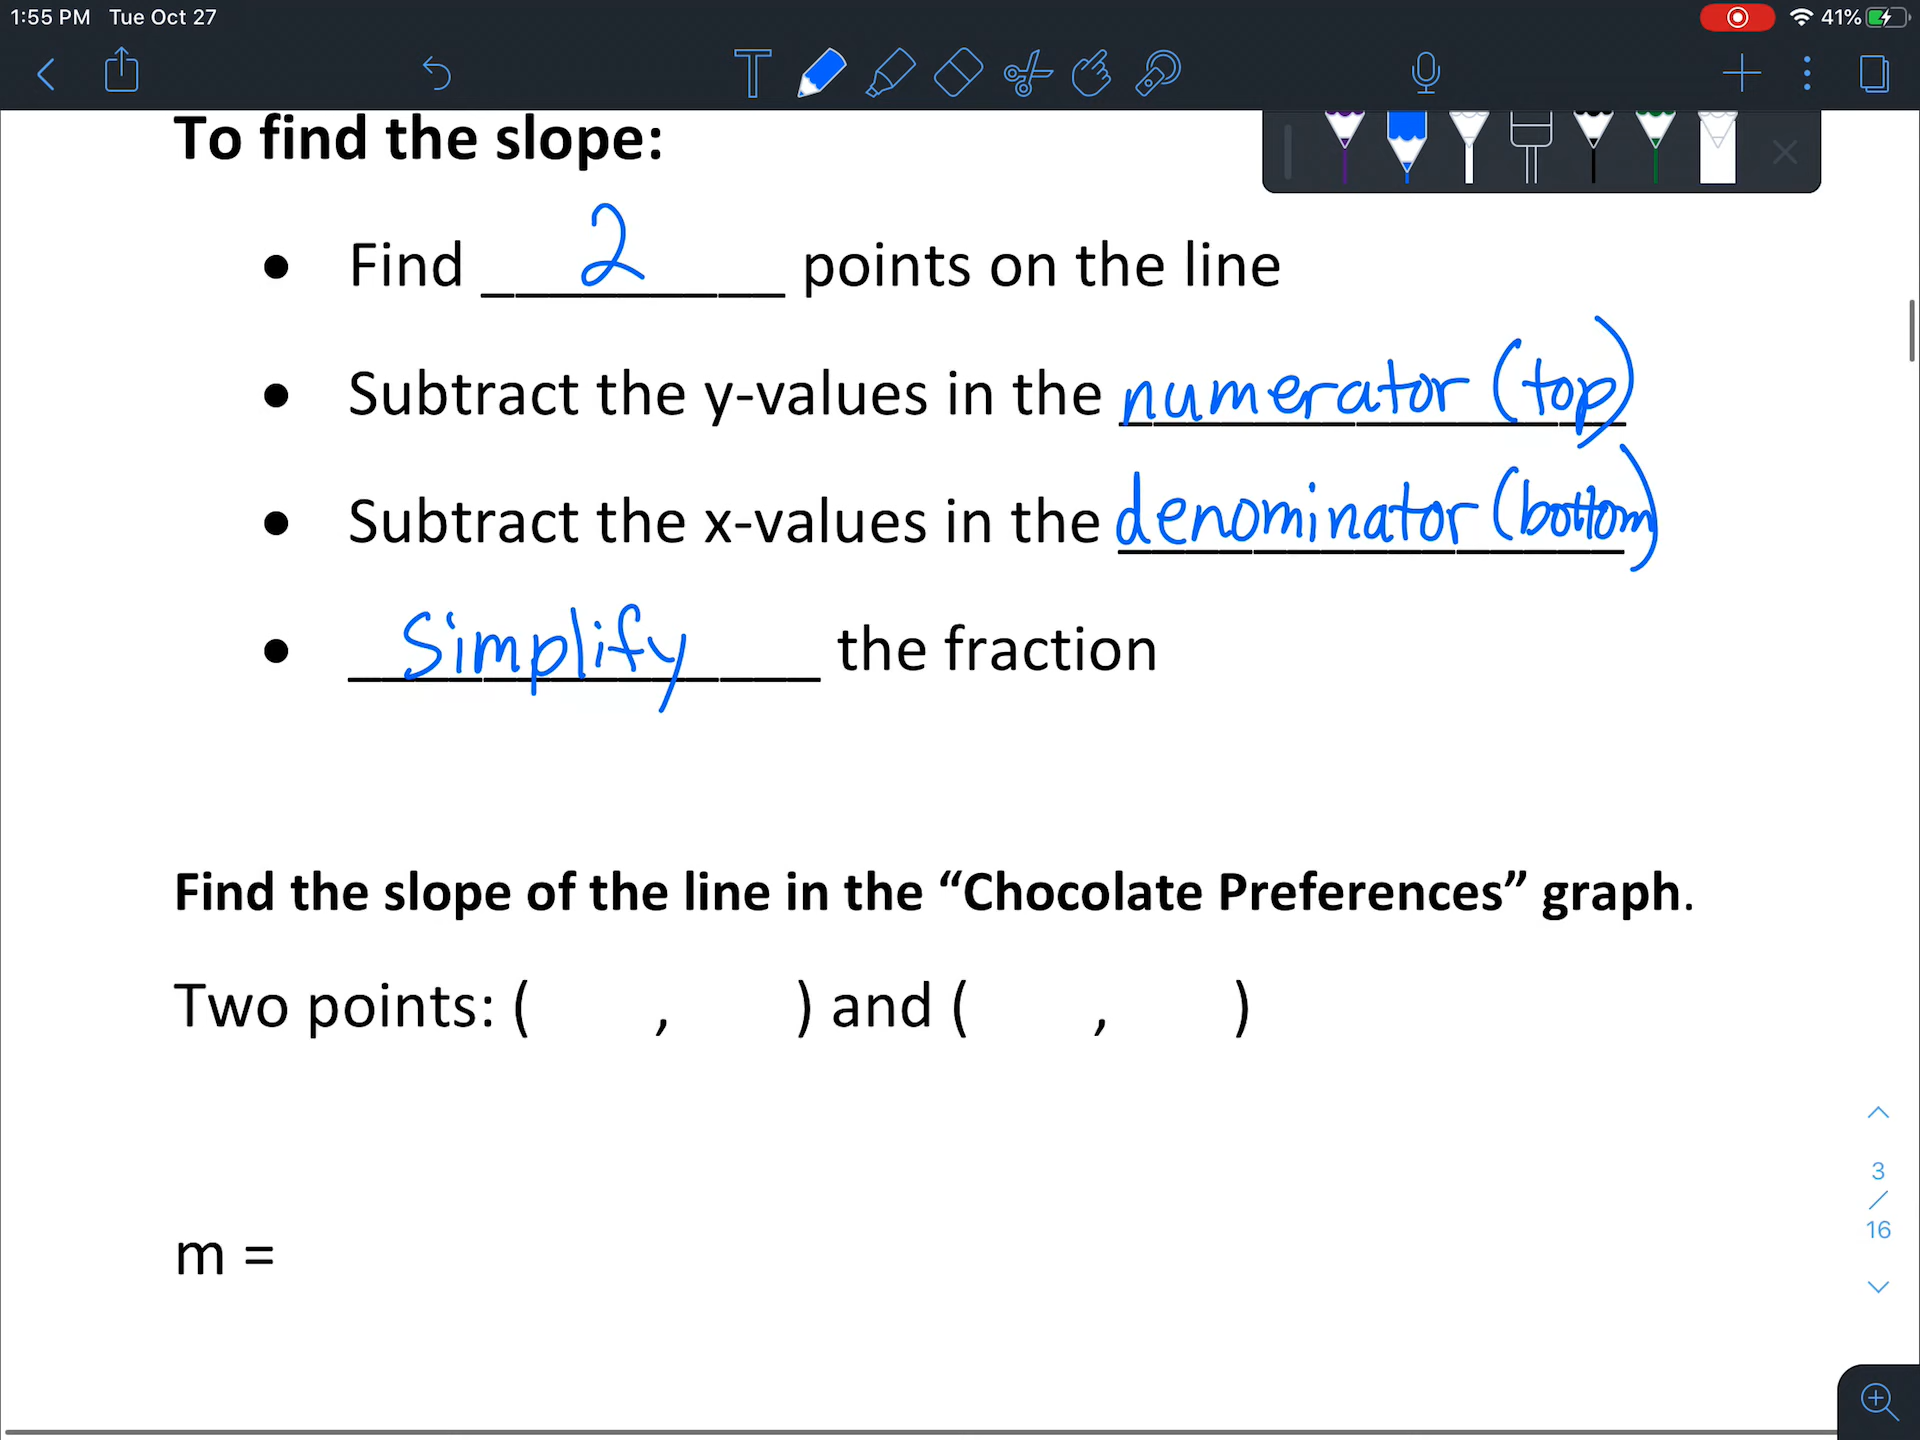 1:55 PM Tue Oct 27
41%
To find the slope:
• Find 2 points on the line
• Subtract the y-values in the numerator (top)
• Subtract the x-values in the denominator (bottom)
• Simplify the fraction
Find the slope of the line in the “Chocolate Preferences” graph.
Two points: ( , ) and ( , )
m =
3
/
16